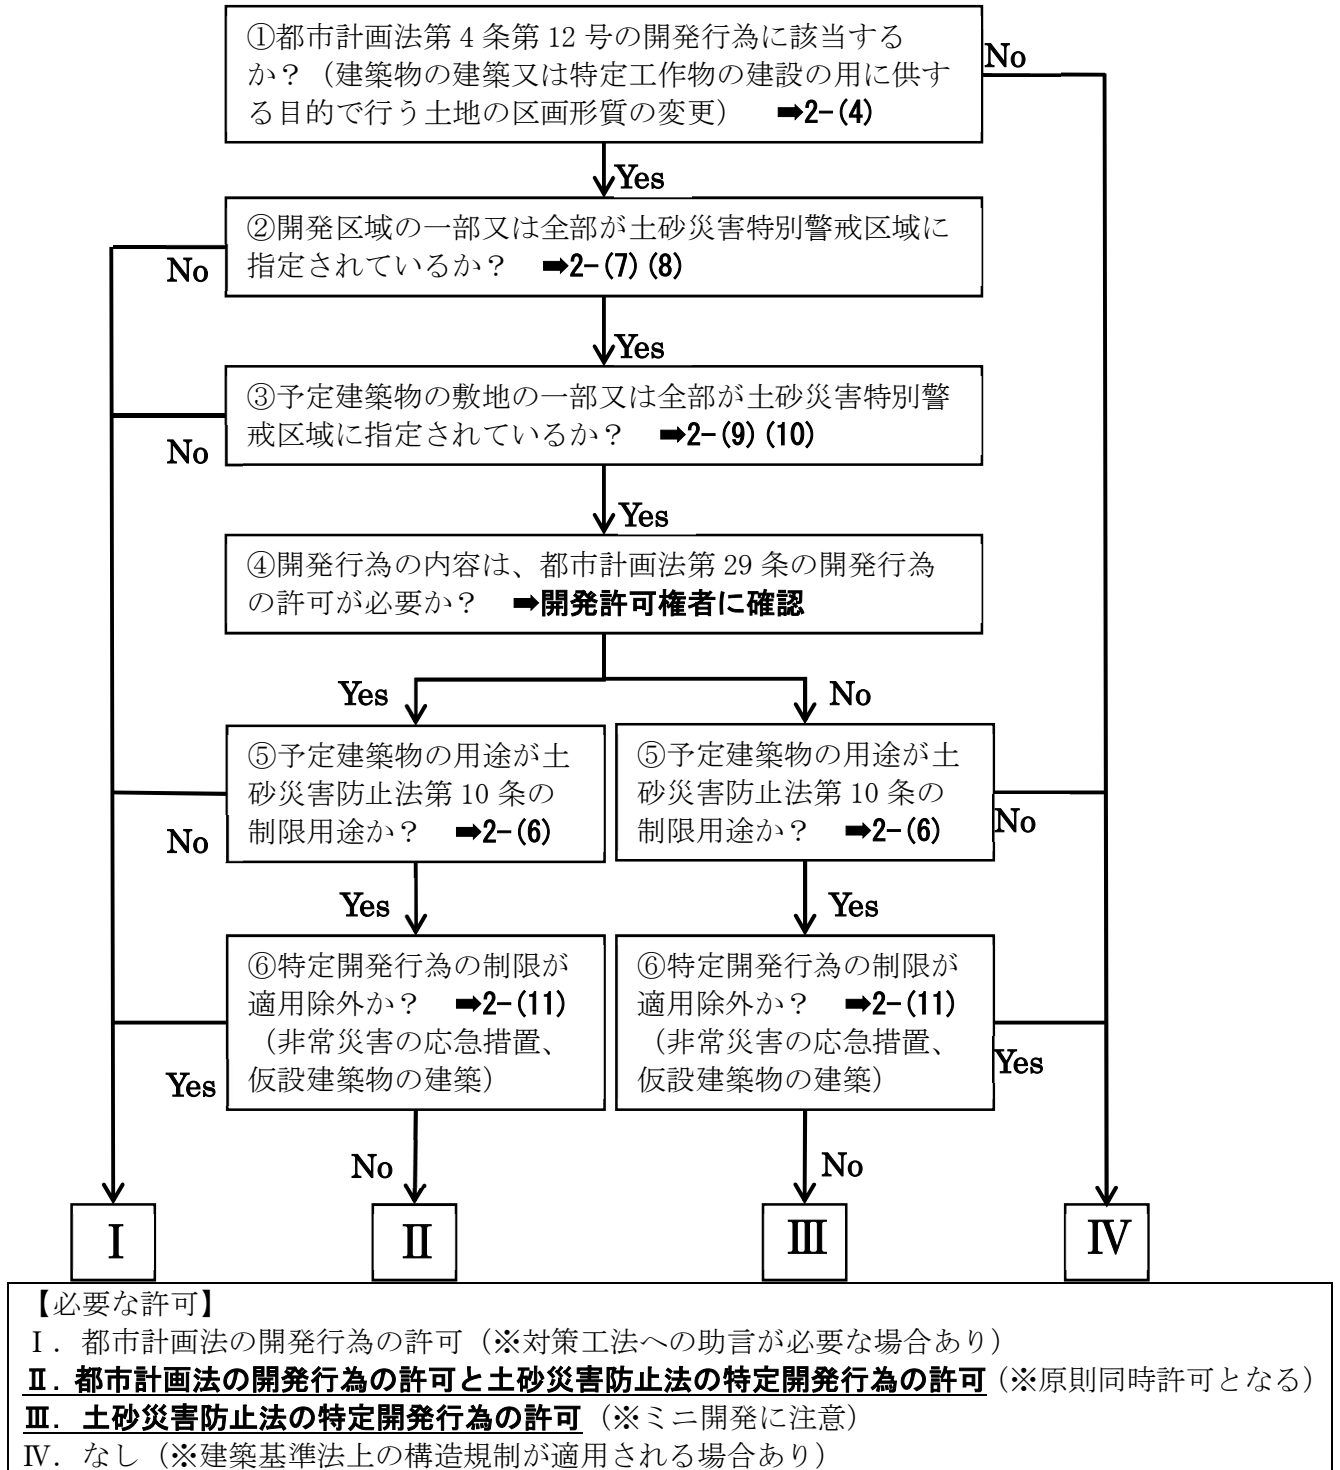 ①都市計画法第４条第12号の開発行為に該当する
か？（建築物の建築又は特定工作物の建設の用に供す
る目的で行う土地の区画形質の変更）　➡2-(4)
No
Yes
②開発区域の一部又は全部が土砂災害特別警戒区域に
指定されているか？　➡2-(7)(8)
No
Yes
③予定建築物の敷地の一部又は全部が土砂災害特別警
戒区域に指定されているか？　➡2-(9)(10)
No
Yes
④開発行為の内容は、都市計画法第29条の開発行為
の許可が必要か？　➡開発許可権者に確認
Yes
No
⑤予定建築物の用途が土
砂災害防止法第10条の
制限用途か？　➡2-(6)
No
Yes
⑤予定建築物の用途が土
砂災害防止法第10条の
制限用途か？　➡2-(6)
No
Yes
⑥特定開発行為の制限が
適用除外か？　➡2-(11)
（非常災害の応急措置、
仮設建築物の建築）
Yes
No
⑥特定開発行為の制限が
適用除外か？　➡2-(11)
（非常災害の応急措置、
仮設建築物の建築）
Yes
No
Ⅰ
Ⅱ
Ⅲ
Ⅳ
【必要な許可】
Ⅰ．都市計画法の開発行為の許可（※対策工法への助言が必要な場合あり）
Ⅱ．都市計画法の開発行為の許可と土砂災害防止法の特定開発行為の許可（※原則同時許可となる）
Ⅲ．土砂災害防止法の特定開発行為の許可（※ミニ開発に注意）
Ⅳ．なし（※建築基準法上の構造規制が適用される場合あり）